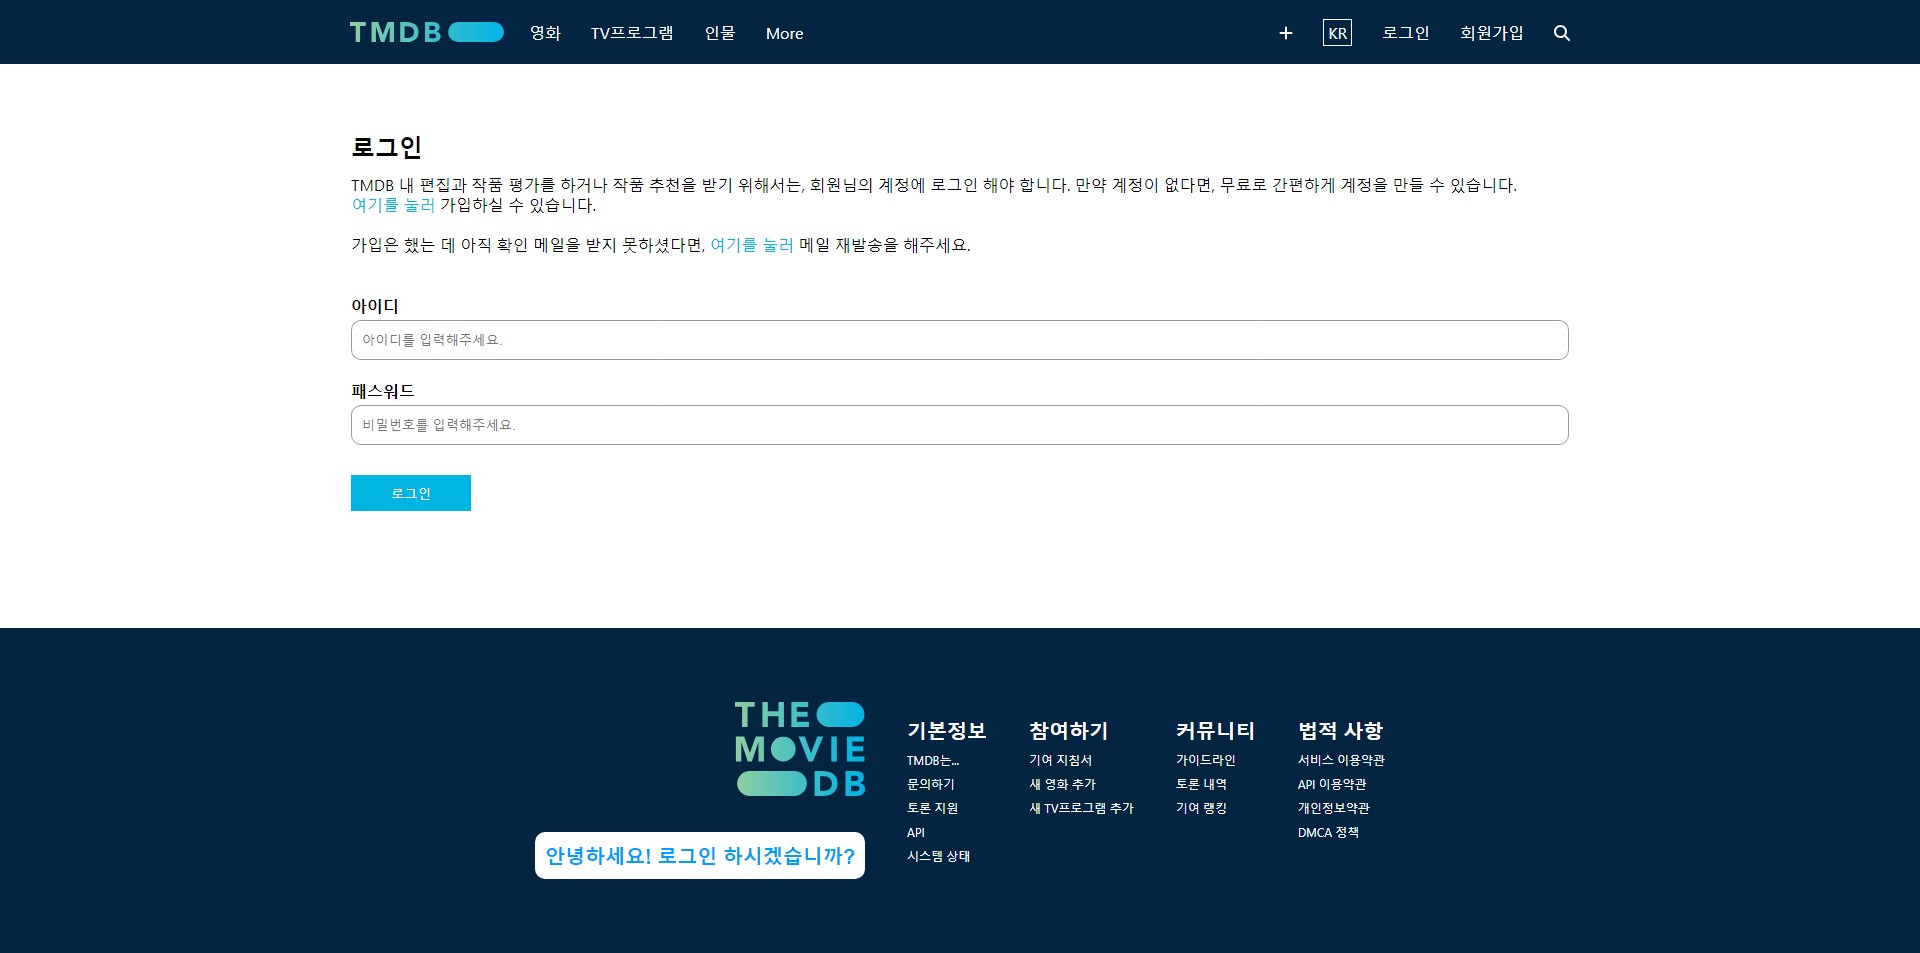 TMDB 영화 TV프로그램 인물 More + KR 로그인 회원가입
로그인
TMDB 내 편집과 작품 평가를 하거나 작품 추천을 받기 위해서는, 회원님의 계정에 로그인 해야 합니다. 만약 계정이 없다면, 무료로 간편하게 계정을 만들 수 있습니다.
여기를 눌러 가입하실 수 있습니다.
가입은 했는 데 아직 확인 메일을 받지 못하셨다면, 여기를 눌러 메일 재발송을 해주세요.
아이디
아이디를 입력해주세요.
패스워드
비밀번호를 입력해주세요.
로그인
THE
MOVIE
DB
안녕하세요! 로그인 하시겠습니까?
기본정보
TMDB는...
문의하기
토론 지원
API
시스템 상태
참여하기
기여 지침서
새 영화 추가
새 TV프로그램 추가
커뮤니티
가이드라인
토론 내역
기여 랭킹
법적 사항
서비스 이용약관
API 이용약관
개인정보약관
DMCA 정책